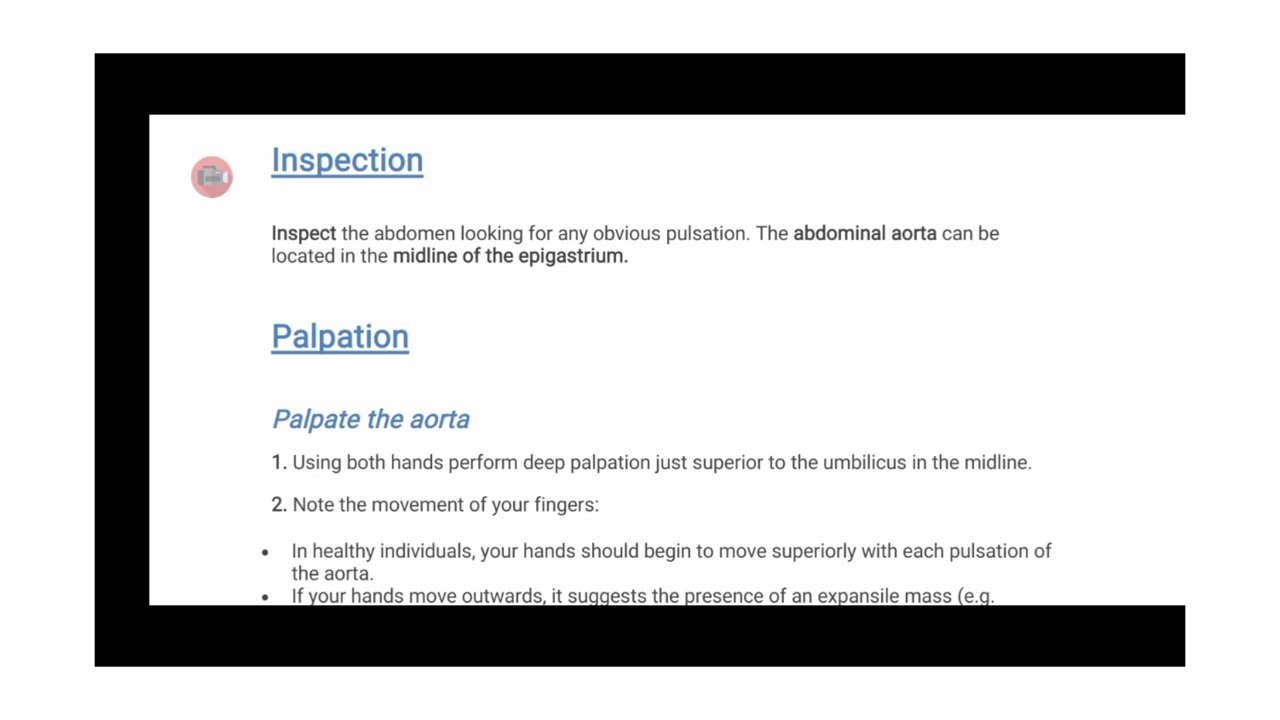 Inspection
Inspect the abdomen looking for any obvious pulsation. The abdominal aorta can be
located in the midline of the epigastrium.
Palpation
Palpate the aorta
1. Using both hands perform deep palpation just superior to the umbilicus in the midline.
2. Note the movement of your fingers:
• In healthy individuals, your hands should begin to move superiorly with each pulsation of
the aorta.
• If your hands move outwards, it suggests the presence of an expansile mass (e.g.